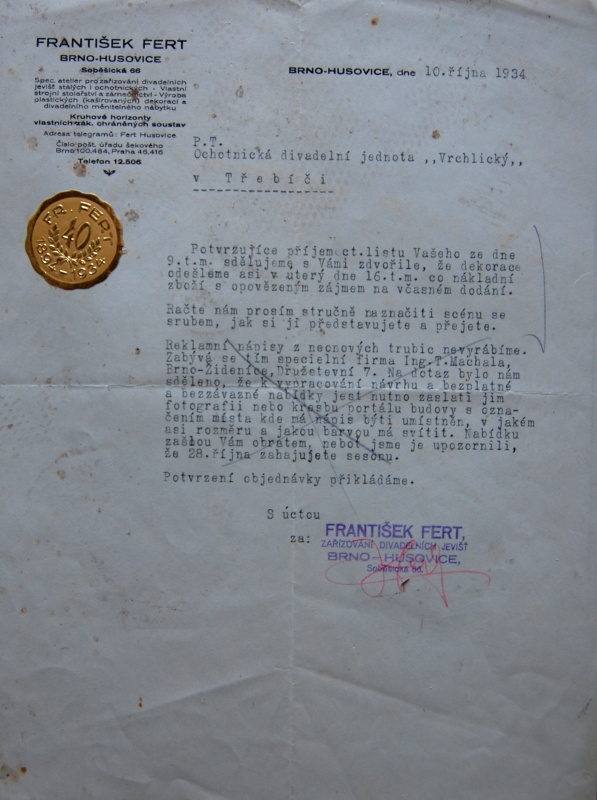 FRANTIŠEK FERT
BRNO-HUSOVICE
Soběšická 66
Spec. atelier pro zařizování divadelních
jevišť stálých i ochotnických - Vlastní
strojní stolařství a zámečnictví - Výroba
plastických (kašírovaných) dekorací a
divadelního měnitelného nábytku
Kruhové horizonty
vlastních zák. chráněných soustav
Adresa telegramů: Fert Husovice
Číslo pošt. úřadu šekového
Brno 100.484, Praha 46.416
Telefon 12.506
BRNO-HUSOVICE, dne 10.října 1934
P.T.
Ochotnická divadelní jednota ,,Vrchlický,,
v Třebíči
FR. FERT
40
1894-1934
Potvrzujíce příjem ct.listu Vašeho ze dne
9.t.m. sdělujeme s Vámi zdvořile, že dekorace
odešleme asi v úterý dne 16.t.m. co nákladní
zboží s opovězeným zájmem na včasném dodání.
Račte nám prosím stručně naznačiti scénu se
srubem, jak si jí představujete a přejete.
Reklamní nápisy z neonových trubic nevyrábíme.
Zabývá se tím specielní firma Ing.T.Machala,
Brno-Židenice,Družstevní 7. Na dotaz bylo nám
sděleno, že k vypracování návrhu a bezplatné
a bezzávazné nabídky jest nutno zaslati jim
fotografii nebo kresbu portálu budovy s ozna-
čením místa kde má nápis býti umístněn, v jakém
asi rozměru a jakou barvou má svítit. Nabídku
zašlou Vám obratem, neboť jsme je upozornili,
že 28.října zahajujete sesonu.
Potvrzení objednávky přikládáme.
S úctou
za:
FRANTIŠEK FERT,
ZAŘIZOVÁNÍ DIVADELNÍCH JEVIŠŤ
BRNO-HUSOVICE,
Soběšická 66.